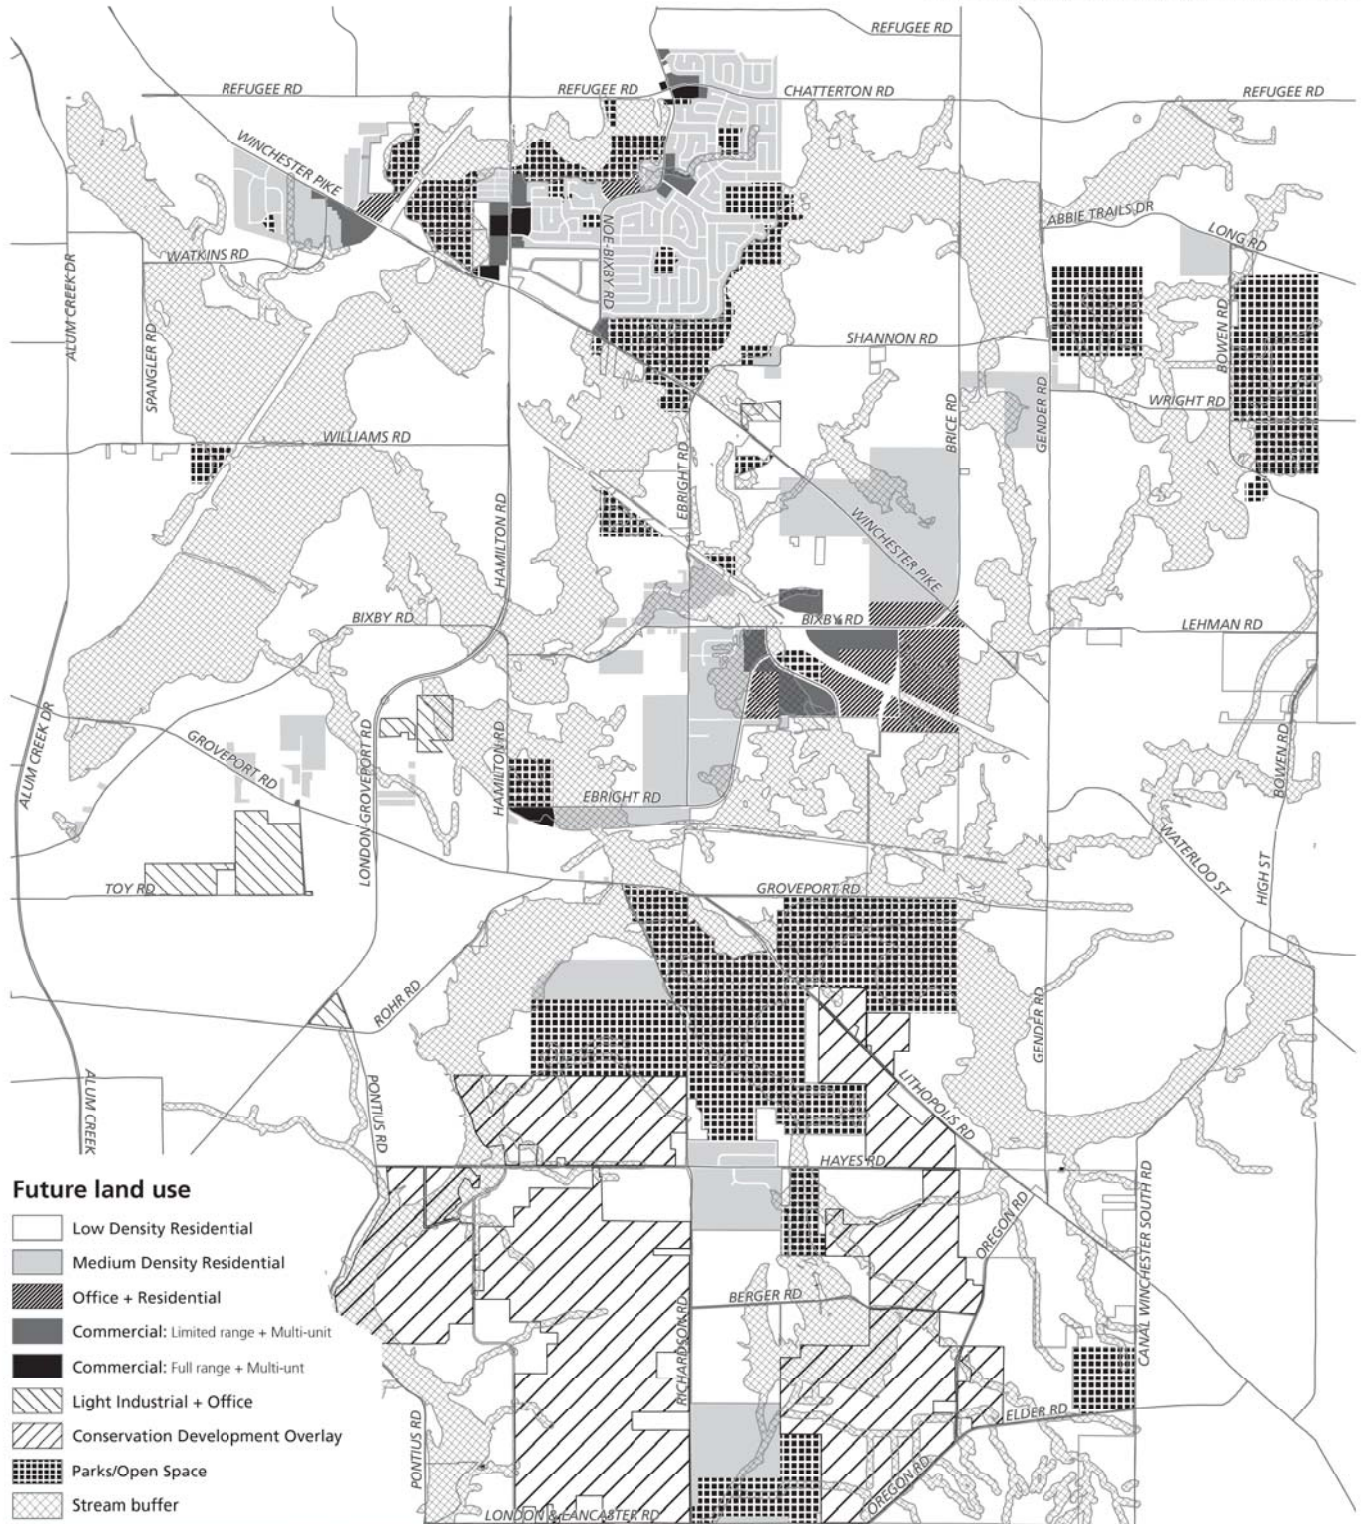 REFUGEE RD
REFUGEE RD
REFUGEE RD
CHATTERTON RD
REFUGEE RD
WINCHESTER PIKE
ABBIE TRAILS DR
LONG RD
WATKINS RD
NOE-BIXBY RD
ALUM CREEK DR
SPANGLER RD
SHANNON RD
BOWEN RD
WRIGHT RD
BRICE RD
GENDER RD
WILLIAMS RD
EBRIGHT RD
HAMILTON RD
WINCHESTER PIKE
BIXBY RD
BIXBY RD
LEHMAN RD
ALUM CREEK DR
GROVEPORT RD
LONDON-GROVEPORT RD
HAMILTON RD
BOWEN RD
EBRIGHT RD
WATERLOO ST
HIGH ST
TOY RD
GROVEPORT RD
ROHR RD
GENDER RD
ALUM CREEK
PONTIUS RD
LITHOPOLIS RD
HAYES RD
OREGON RD
CANAL WINCHESTER SOUTH RD
BERGER RD
RICHARDSON RD
PONTIUS RD
ELDER RD
OREGON RD
LONDON & LANCASTER RD
Future land use
Low Density Residential
Medium Density Residential
Office + Residential
Commercial: Limited range + Multi-unit
Commercial: Full range + Multi-unt
Light Industrial + Office
Conservation Development Overlay
Parks/Open Space
Stream buffer